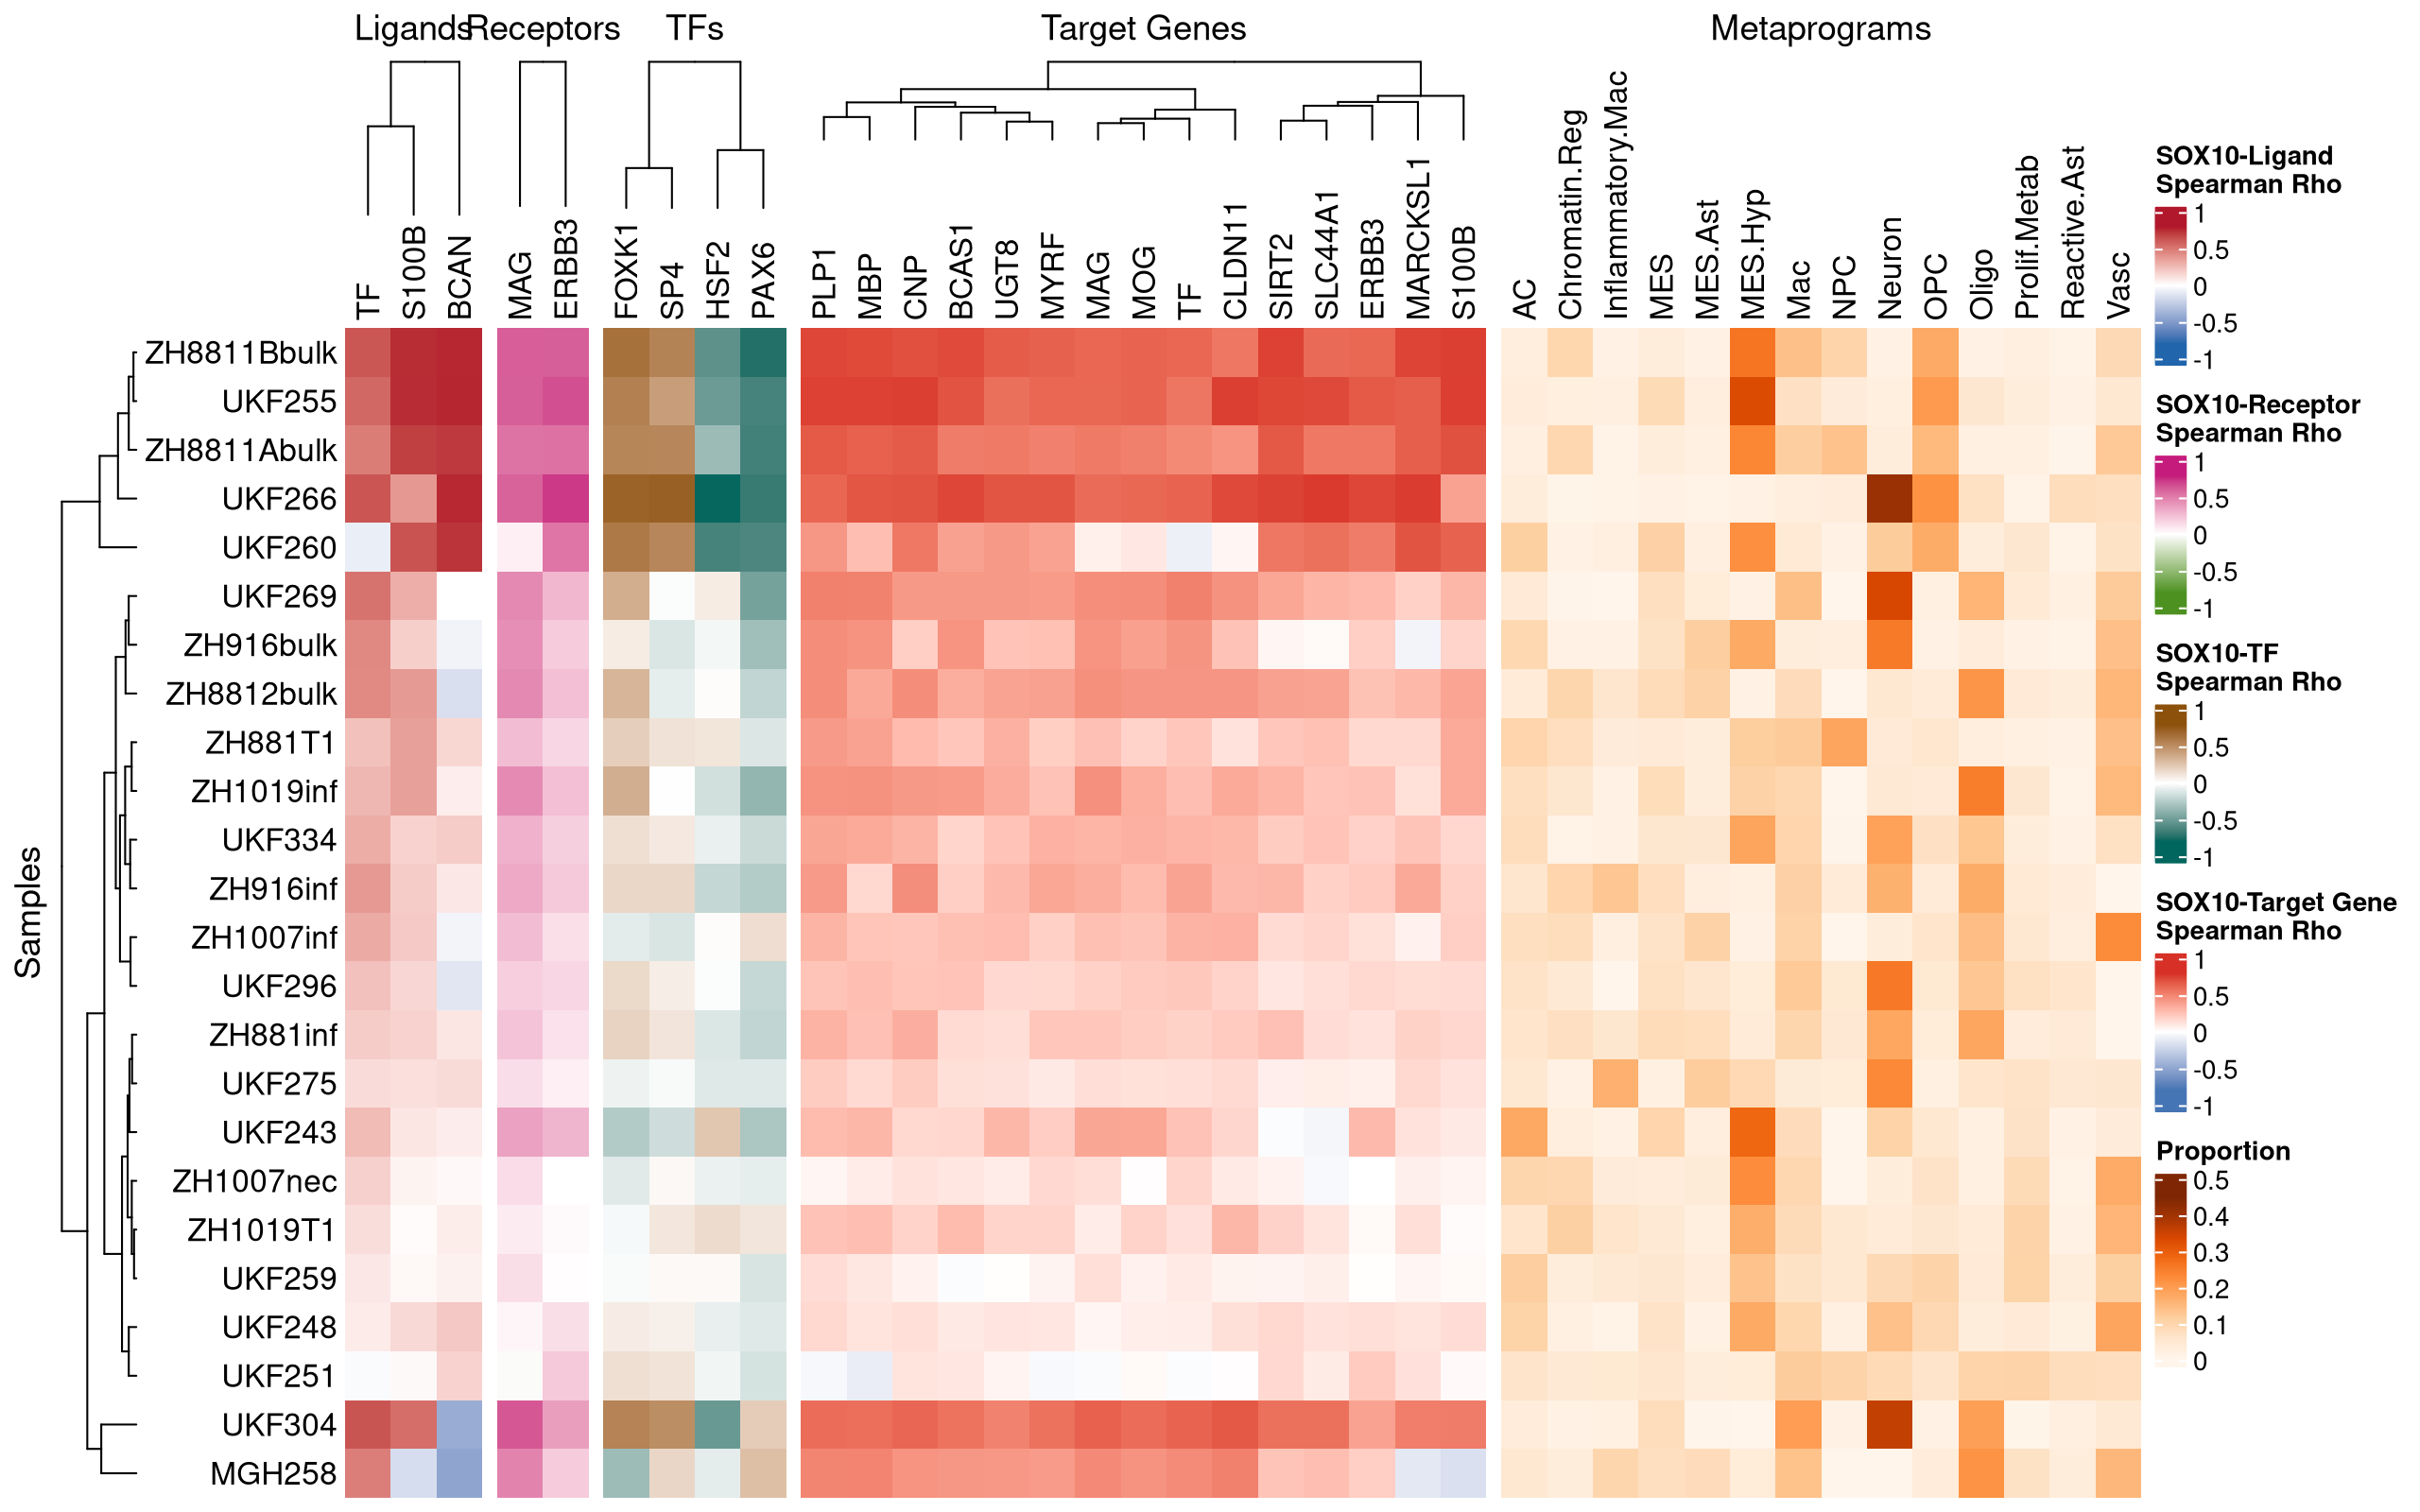 Ligands Receptors TFs Target Genes Metaprograms
TF S100B BCAN MAG ERBB3 FOXK1 SP4 HSF2 PAX6 PLP1 MBP CNP BCAS1 UGT8 MYRF MAG MOG TF CLDN11 SIRT2 SLC44A1 ERBB3 MARCKSL1 S100B AC Chromatin.Reg Inflammatory.Mac MES MES.Ast MES.Hyp Mac NPC Neuron OPC Oligo Prolif.Metab Reactive.Ast Vasc
Samples
ZH8811Bbulk
UKF255
ZH8811Abulk
UKF266
UKF260
UKF269
ZH916bulk
ZH8812bulk
ZH881T1
ZH1019inf
UKF334
ZH916inf
ZH1007inf
UKF296
ZH881inf
UKF275
UKF243
ZH1007nec
ZH1019T1
UKF259
UKF248
UKF251
UKF304
MGH258
SOX10-Ligand
Spearman Rho
1
0.5
0
-0.5
-1
SOX10-Receptor
Spearman Rho
1
0.5
0
-0.5
-1
SOX10-TF
Spearman Rho
1
0.5
0
-0.5
-1
SOX10-Target Gene
Spearman Rho
1
0.5
0
-0.5
-1
Proportion
0.5
0.4
0.3
0.2
0.1
0